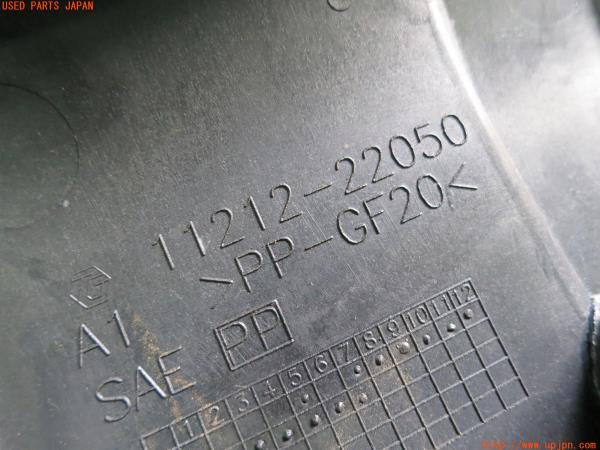 USED PARTS JAPAN
11212-22050
>PP-GF20<
A1
SAE PP
1 2 3 4 5 6 7 8 9 10 11 12
http://www.upjpn.com/